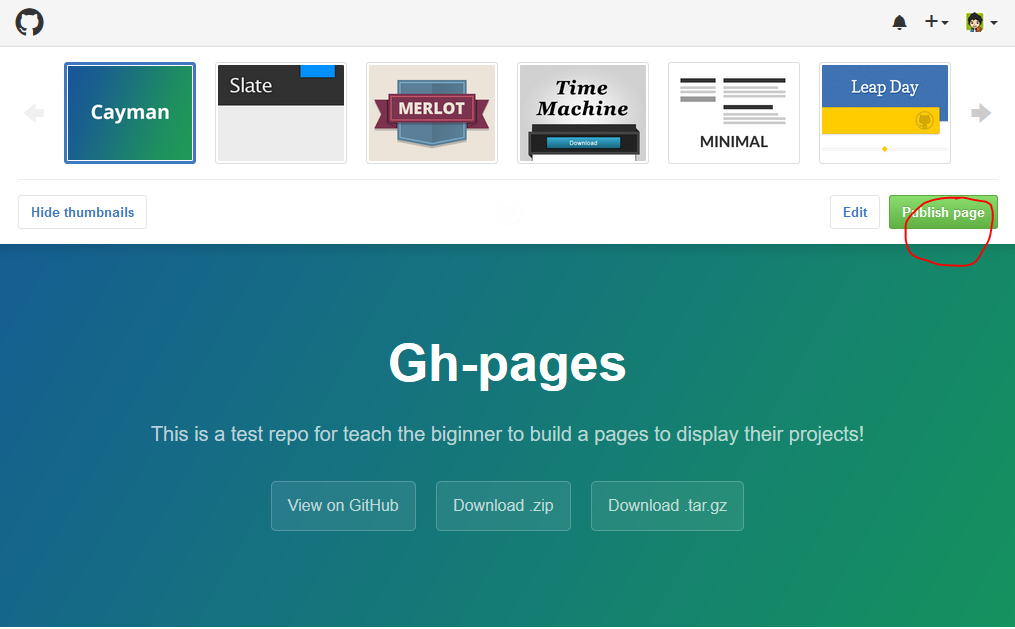 Cayman
Slate
MERLOT
Time
Machine
Download
MINIMAL
Leap Day
Hide thumbnails
Edit
Publish page
Gh-pages
This is a test repo for teach the biginner to build a pages to display their projects!
View on GitHub
Download .zip
Download .tar.gz